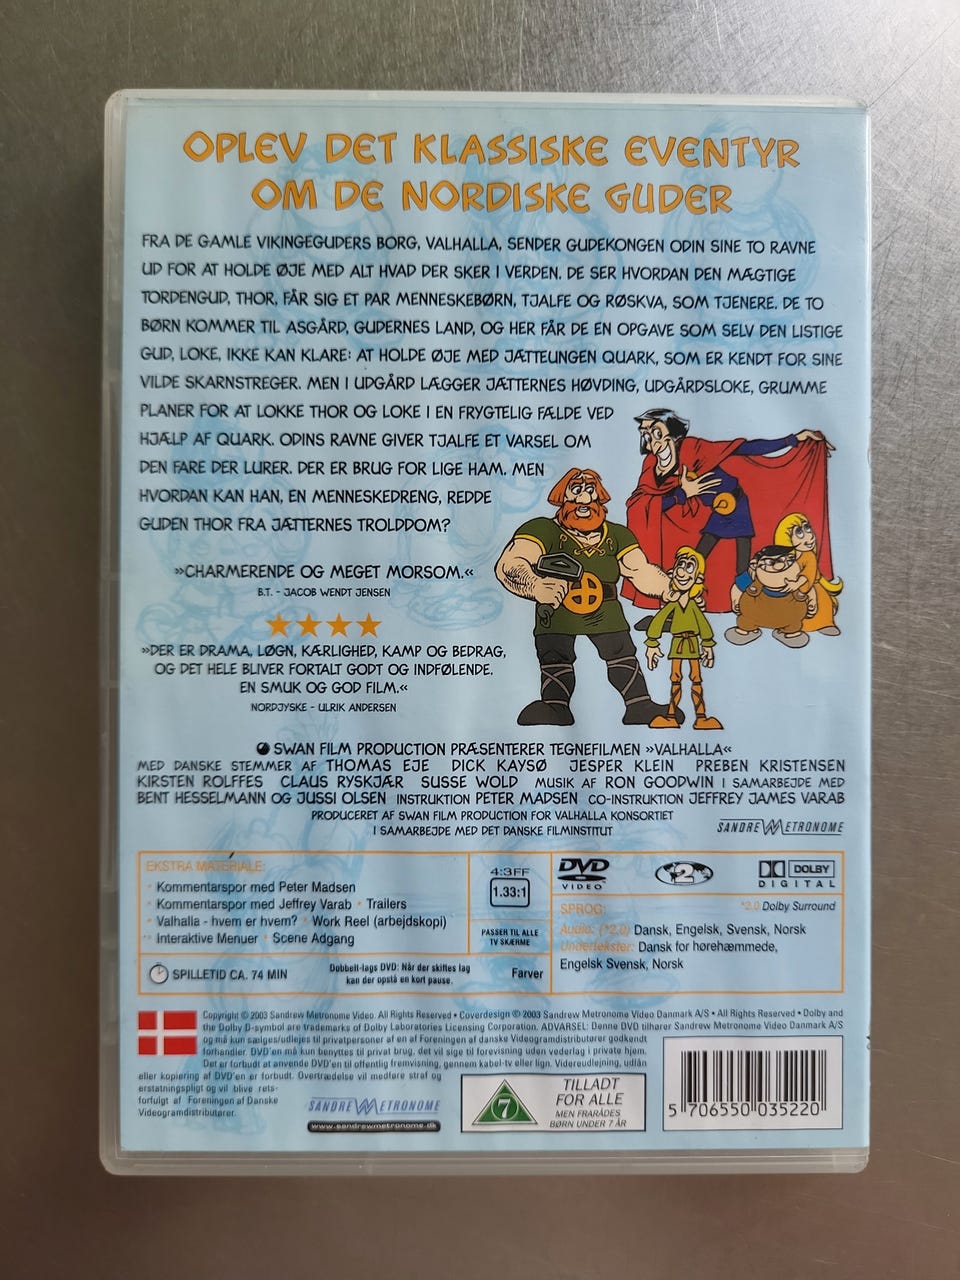 OPLEV DET KLASSISKE EVENTYR
OM DE NORDISKE GUDER
FRA DE GAMLE VIKINGEGUDERS BORG, VALHALLA, SENDER GUDEKONGEN ODIN SINE TO RAVNE
UD FOR AT HOLDE ØJE MED ALT HVAD DER SKER I VERDEN. DE SER HVORDAN DEN MÆGTIGE
TORDENGUD, THOR, FÅR SIG ET PAR MENNESKEBØRN, TJALFE OG RØSKVA, SOM TJENERE. DE TO
BØRN KOMMER TIL ASGÅRD, GUDERNES LAND, OG HER FÅR DE EN OPGAVE SOM SELV DEN LISTIGE
GUD, LOKE, IKKE KAN KLARE: AT HOLDE ØJE MED JÆTTEUNGEN QUARK, SOM ER KENDT FOR SINE
VILDE SKARNSTREGER. MEN I UDGÅRD LÆGGER JÆTTERNES HØVDING, UDGÅRDSLOKE, GRUMME
PLANER FOR AT LOKKE THOR OG LOKE I EN FRYGTELIG FÆLDE VED
HJÆLP AF QUARK. ODINS RAVNE GIVER TJALFE ET VARSEL OM
DEN FARE DER LURER. DER ER BRUG FOR LIGE HAM. MEN
HVORDAN KAN HAN, EN MENNESKEDRENG, REDDE
GUDEN THOR FRA JÆTTERNES TROLDDOM?
»CHARMERENDE OG MEGET MORSOM.«
B.T. - JACOB WENDT JENSEN
»DER ER DRAMA, LØGN, KÆRLIGHED, KAMP OG BEDRAG,
OG DET HELE BLIVER FORTALT GODT OG INDFØLENDE.
EN SMUK OG GOD FILM.«
NORDJYSKE - ULRIK ANDERSEN
SWAN FILM PRODUCTION PRÆSENTERER TEGNEFILMEN »VALHALLA«
MED DANSKE STEMMER AF THOMAS EJE DICK KAYSØ JESPER KLEIN PREBEN KRISTENSEN
KIRSTEN ROLFFES CLAUS RYSKJÆR SUSSE WOLD MUSIK AF RON GOODWIN I SAMARBEJDE MED
BENT HESSELMANN OG JUSSI OLSEN INSTRUKTION PETER MADSEN CO-INSTRUKTION JEFFREY JAMES VARAB
PRODUCERET AF SWAN FILM PRODUCTION FOR VALHALLA KONSORTIET
I SAMARBEJDE MED DET DANSKE FILMINSTITUT
SANDREW METRONOME
EKSTRA MATERIALE:
• Kommentarspor med Peter Madsen
• Kommentarspor med Jeffrey Varab • Trailers
• Valhalla - hvem er hvem? • Work Reel (arbejdskopi)
• Interaktive Menuer • Scene Adgang
4:3FF
1.33:1
PASSER TIL ALLE
TV SKÆRME
DVD
VIDEO
2
DOLBY
DIGITAL
*2.0 Dolby Surround
SPROG:
Audio: (*2.0) Dansk, Engelsk, Svensk, Norsk
Undertekster: Dansk for hørehæmmede,
Engelsk Svensk, Norsk
SPILLETID CA. 74 MIN
Dobbelt-lags DVD: Når der skiftes lag
kan der opstå en kort pause.
Farver
Copyright © 2003 Sandrew Metronome Video. All Rights Reserved • Coverdesign © 2003 Sandrew Metronome Video Danmark A/S • All Rights Reserved • Dolby and
the Dolby D-symbol are trademarks of Dolby Laboratories Licensing Corporation. ADVARSEL: Denne DVD tilhører Sandrew Metronome Video Danmark A/S
og må kun sælges/udlejes til privatpersoner af en af Foreningen af danske Videogramdistributører godkendt
forhandler. DVD'en må kun benyttes til privat brug, det vil sige til forevisning uden vederlag i private hjem.
Det er forbudt at anvende DVD'en til offentlig fremvisning, gennem kabel-tv eller lign. Videreudlejning, udlån
eller kopiering af DVD'en er forbudt. Overtrædelse vil medføre straf og
erstatningspligt og vil blive rets-
forfulgt af Foreningen af Danske
Videogramdistributører.
SANDREW METRONOME
www.sandrewmetronome.dk
7
TILLADT
FOR ALLE
MEN FRARÅDES
BØRN UNDER 7 ÅR
5 706550 035220